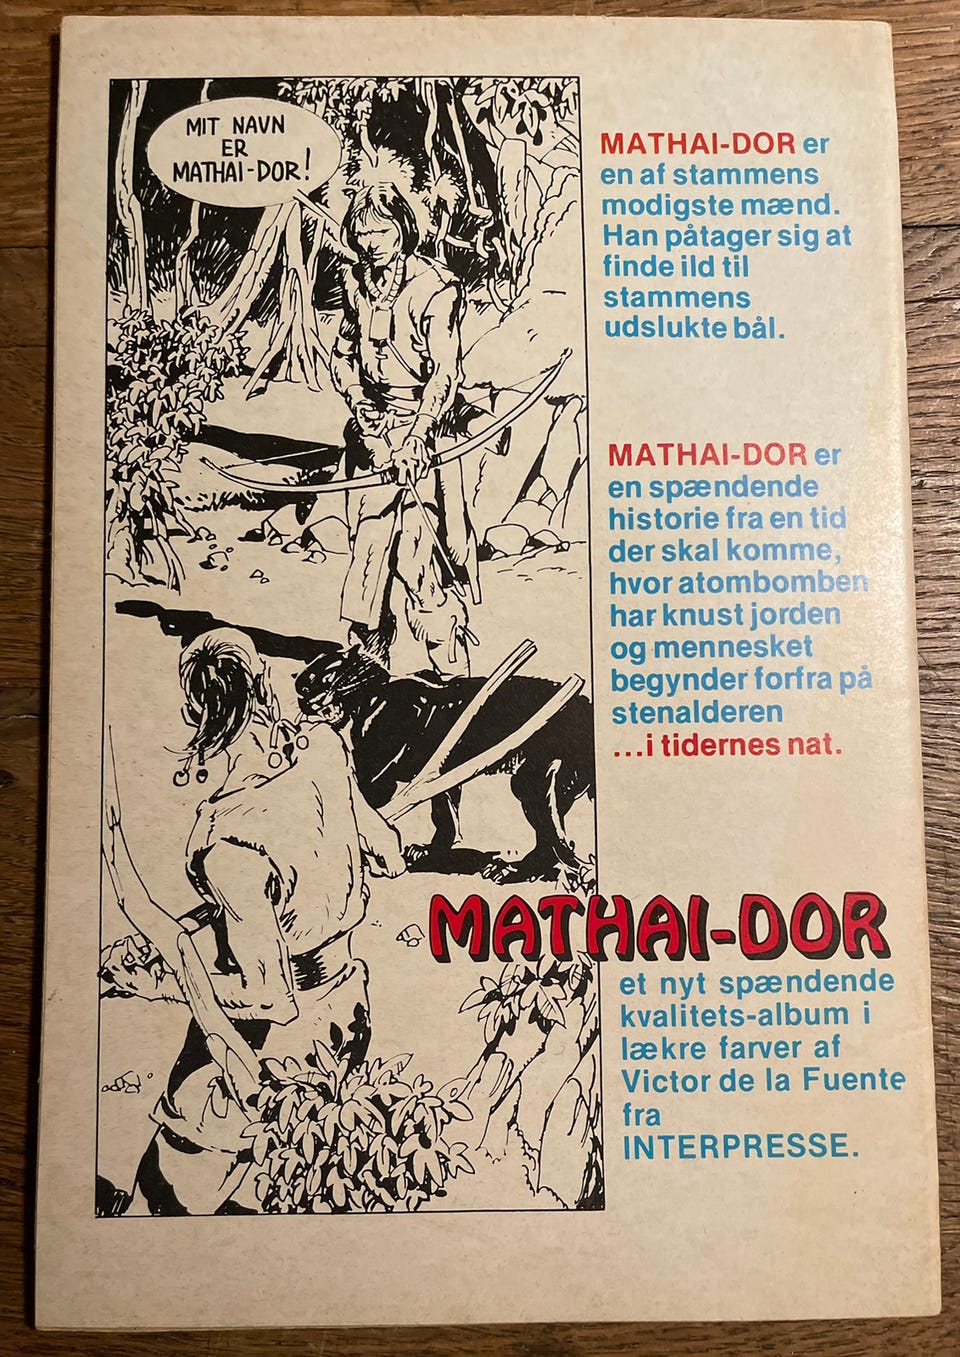 MIT NAVN
ER
MATHAI-DOR!
MATHAI-DOR er
en af stammens
modigste mænd.
Han påtager sig at
finde ild til
stammens
udslukte bål.
MATHAI-DOR er
en spændende
historie fra en tid
der skal komme,
hvor atombomben
har knust jorden
og mennesket
begynder forfra på
stenalderen
...i tidernes nat.
MATHAI-DOR
et nyt spændende
kvalitets-album i
lækre farver af
Victor de la Fuente
fra
INTERPRESSE.